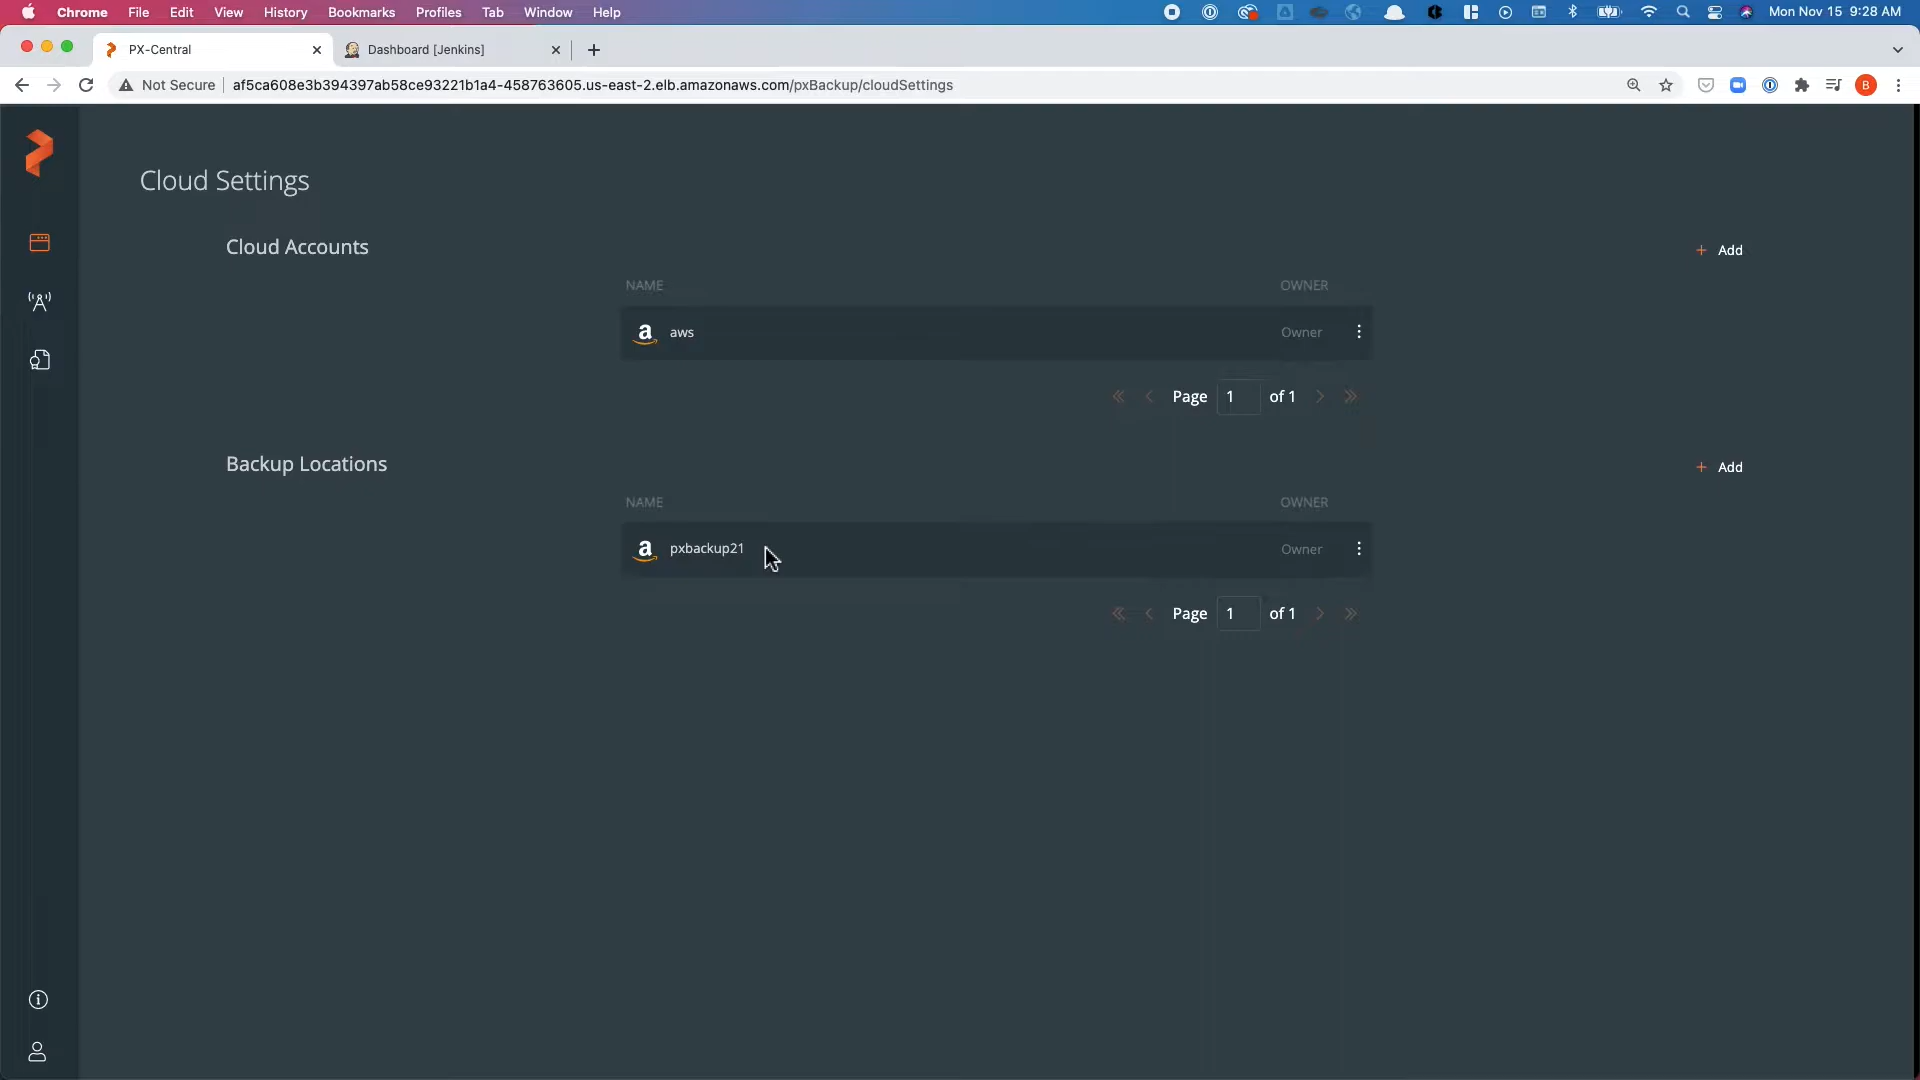 Chrome File Edit View History Bookmarks Profiles Tab Window Help Mon Nov 15 9:28 AM
PX-Central Dashboard [Jenkins]
Not Secure af5ca608e3b394397ab58ce93221b1a4-458763605.us-east-2.elb.amazonaws.com/pxBackup/cloudSettings B
Cloud Settings
Cloud Accounts
+ Add
NAME OWNER
aws Owner
Page 1 of 1
Backup Locations
+ Add
NAME OWNER
pxbackup21 Owner
Page 1 of 1